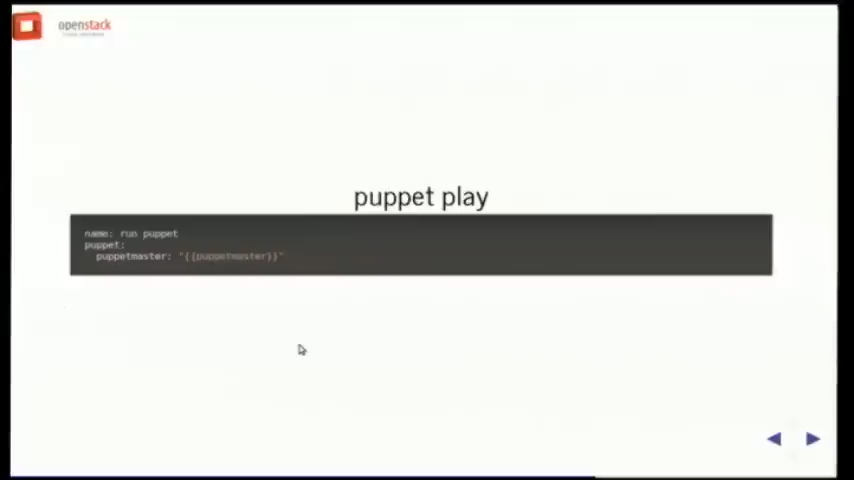 openstack
puppet play
name: run puppet
puppet:
puppetmaster: "{{puppetmaster}}"